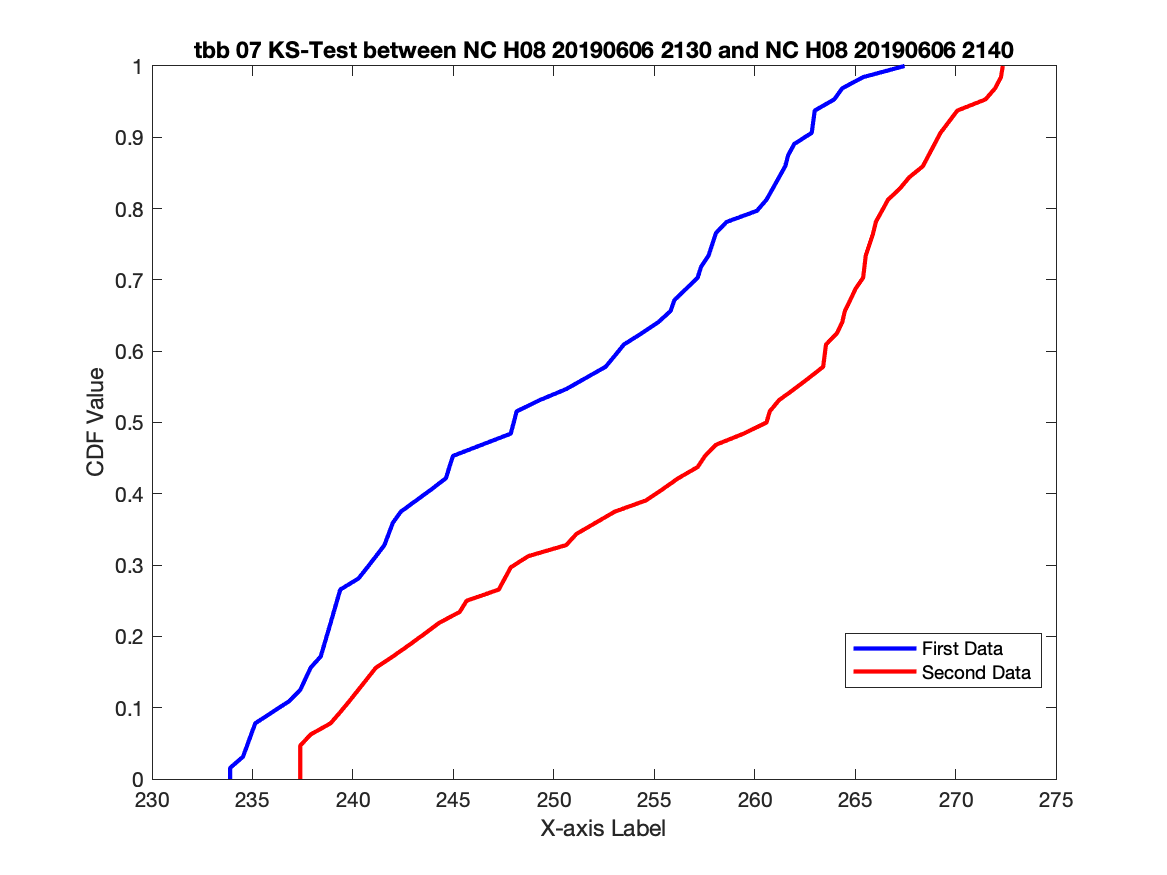 tbb 07 KS-Test between NC H08 20190606 2130 and NC H08 20190606 2140
1
0.9
0.8
0.7
0.6
0.5
0.4
0.3
0.2
0.1
0
CDF Value
First Data
Second Data
230 235 240 245 250 255 260 265 270 275
X-axis Label